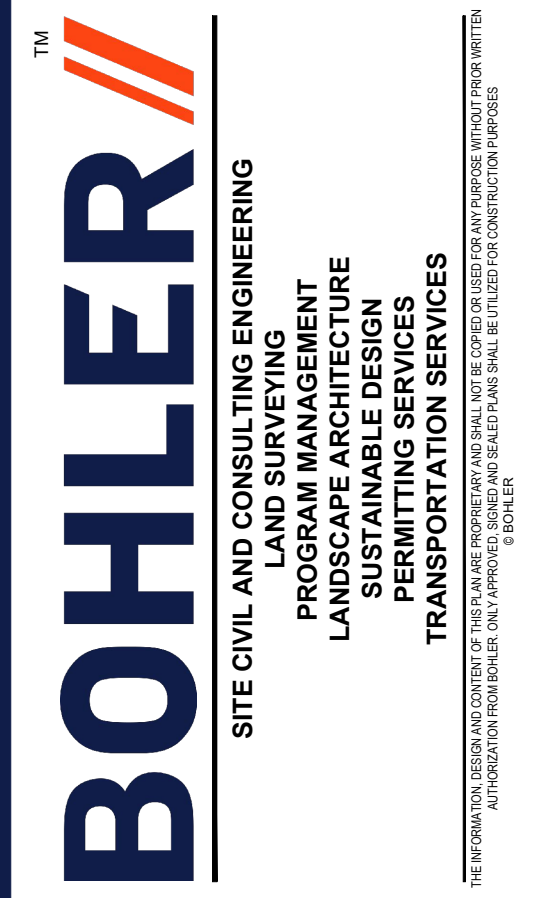 BOHLER// TM
SITE CIVIL AND CONSULTING ENGINEERING
LAND SURVEYING
PROGRAM MANAGEMENT
LANDSCAPE ARCHITECTURE
SUSTAINABLE DESIGN
PERMITTING SERVICES
TRANSPORTATION SERVICES
THE INFORMATION, DESIGN AND CONTENT OF THIS PLAN ARE PROPRIETARY AND SHALL NOT BE COPIED OR USED FOR ANY PURPOSE WITHOUT PRIOR WRITTEN
AUTHORIZATION FROM BOHLER. ONLY APPROVED, SIGNED AND SEALED PLANS SHALL BE UTILIZED FOR CONSTRUCTION PURPOSES
© BOHLER